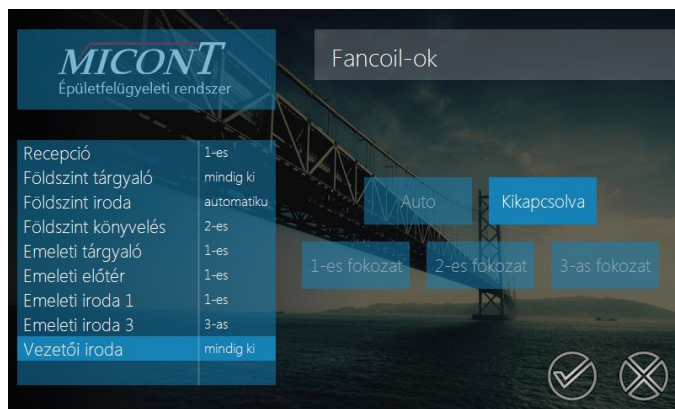 MICONT
Épületfelügyeleti rendszer
Fancoil-ok
Recepció 1-es
Földszint tárgyaló mindig ki
Földszint iroda automatiku
Földszint könyvelés 2-es
Emeleti tárgyaló 1-es
Emeleti előtér 1-es
Emeleti iroda 1 1-es
Emeleti iroda 3 3-as
Vezetői iroda mindig ki
Auto Kikapcsolva
1-es fokozat 2-es fokozat 3-as fokozat